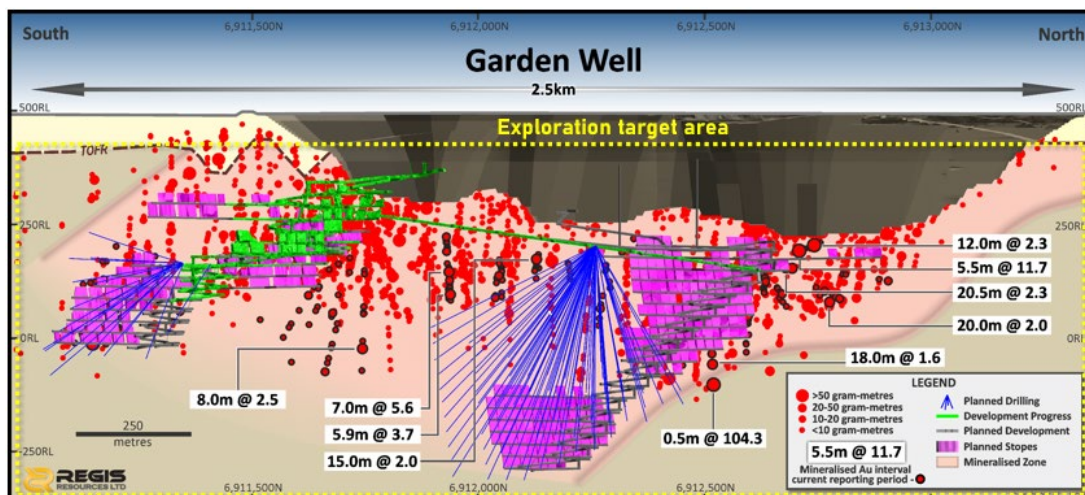 South
6,911,500N
6,912,000N
6,912,500N
6,913,000N
North
Garden Well
2.5km
500RL
500RL
Exploration target area
TOFR
250RL
250RL
12.0m @ 2.3
5.5m @ 11.7
20.5m @ 2.3
20.0m @ 2.0
0RL
0RL
18.0m @ 1.6
8.0m @ 2.5
7.0m @ 5.6
5.9m @ 3.7
15.0m @ 2.0
0.5m @ 104.3
250
metres
-250RL
REGIS
RESOURCES LTD
6,911,500N
6,912,000N
6,912,500N
LEGEND
>50 gram-metres
20-50 gram-metres
10-20 gram-metres
<10 gram-metres
5.5m @ 11.7
Mineralised Au interval
current reporting period -
Planned Drilling
Development Progress
Planned Development
Planned Stopes
Mineralised Zone